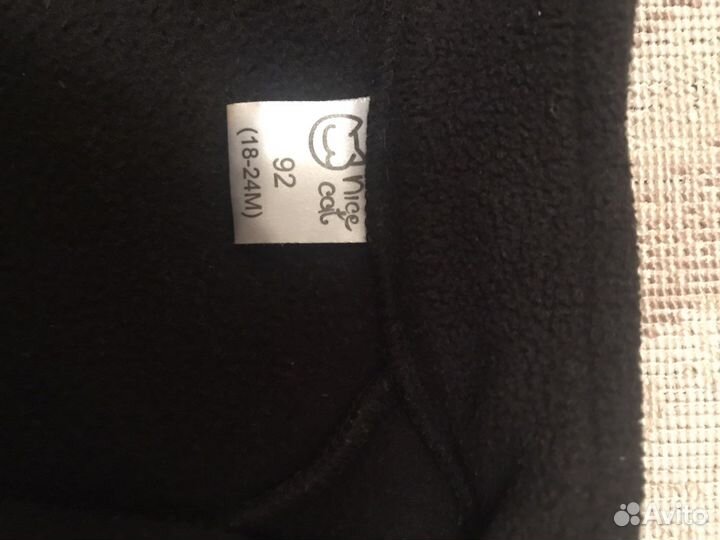 nice
cat
92
(18-24M)
Avito